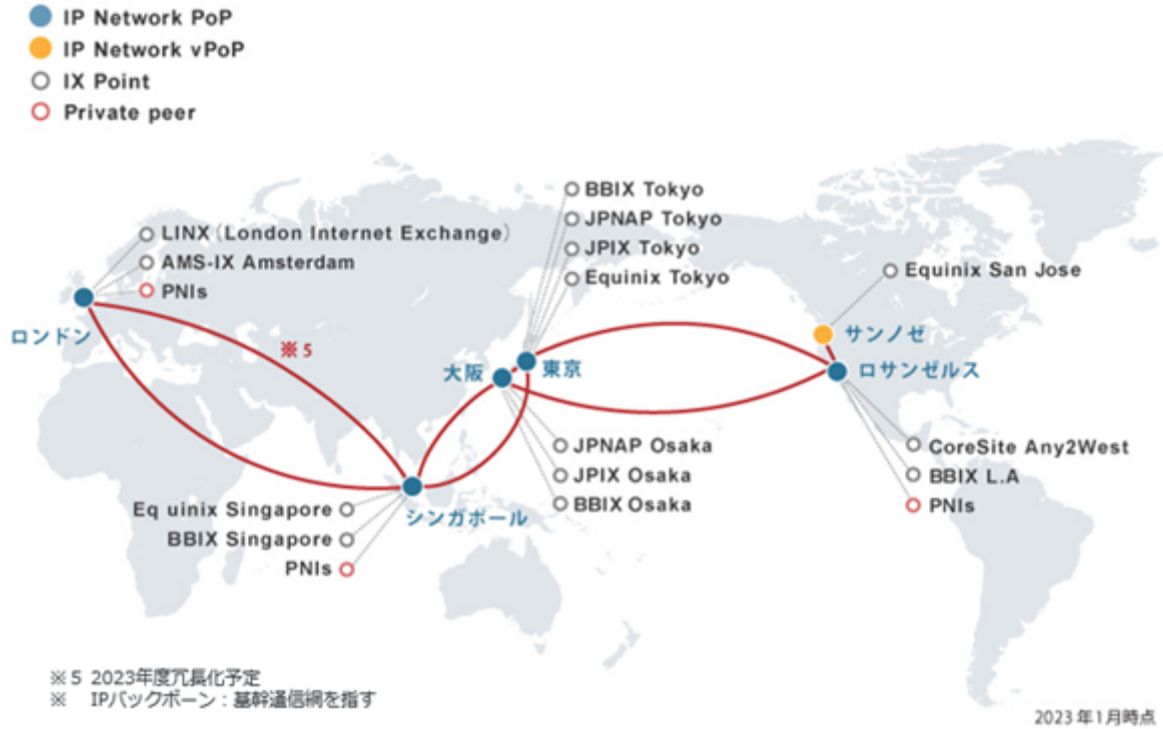 IP Network PoP
IP Network vPoP
IX Point
Private peer
BBIX Tokyo
JPNAP Tokyo
JPIX Tokyo
Equinix Tokyo
LINX（London Internet Exchange）
AMS-IX Amsterdam
PNIs
ロンドン
※5
Equinix San Jose
サンノゼ
ロサンゼルス
大阪
東京
JPNAP Osaka
JPIX Osaka
BBIX Osaka
CoreSite Any2West
BBIX L.A
PNIs
Eq uinix Singapore
BBIX Singapore
PNIs
シンガポール
※5 2023年度冗長化予定
※ IPバックボーン：基幹通信網を指す
2023年1月時点